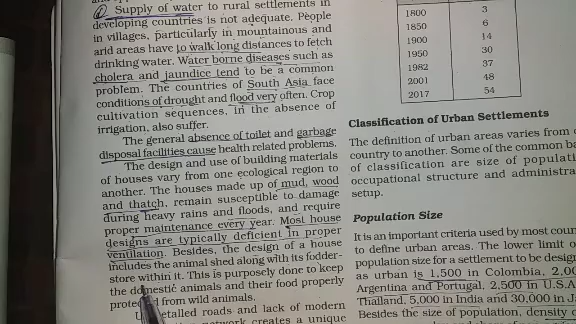 Supply of water to rural settlements in
developing countries is not adequate. People
in villages, particularly in mountainous and
arid areas have to walk long distances to fetch
drinking water. Water borne diseases such as
cholera and jaundice tend to be a common
problem. The countries of South Asia face
conditions of drought and flood very often. Crop
cultivation sequences, in the absence of
irrigation, also suffer.
The general absence of toilet and garbage
disposal facilities cause health related problems.
The design and use of building materials
of houses vary from one ecological region to
another. The houses made up of mud, wood
and thatch, remain susceptible to damage
during heavy rains and floods, and require
proper maintenance every year. Most house
designs are typically deficient in proper
ventilation. Besides, the design of a house
includes the animal shed along with its fodder-
store within it. This is purposely done to keep
the domestic animals and their food properly
from wild animals.
roads and lack of modern
network creates a unique
1800 3
1850 6
1900 14
1950 30
1982 37
2001 48
2017 54
Classification of Urban Settlements
The definition of urban areas varies from
country to another. Some of the common
of classification are size of
occupational structure and
setup.
Population Size
It is an important criteria used by most
to define urban areas. The lower limit
population size for a settlement to be
as urban is 1,500 in Colombia,
Argentina and Portugal, 2,500 in U.S.A
Thailand, 5,000 in India and 30,000 in J
Besides the size of population, density